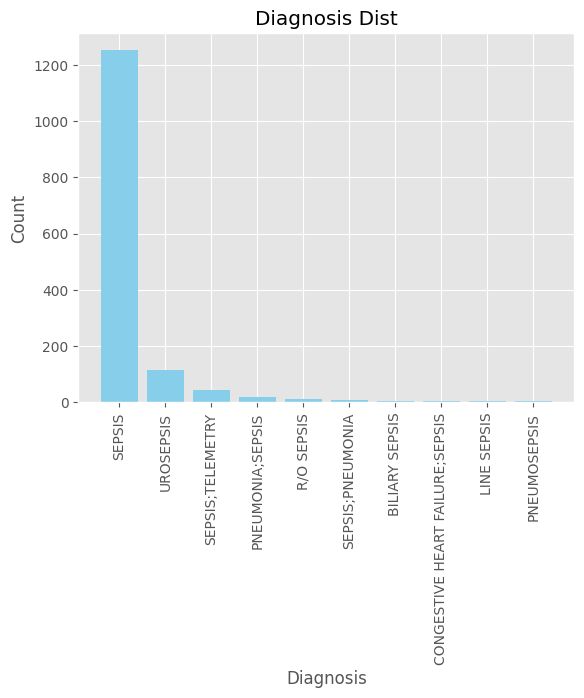 Diagnosis Dist
Count
1200
1000
800
600
400
200
0
SEPSIS
UROSEPSIS
SEPSIS;TELEMETRY
PNEUMONIA;SEPSIS
R/O SEPSIS
SEPSIS;PNEUMONIA
BILIARY SEPSIS
CONGESTIVE HEART FAILURE;SEPSIS
LINE SEPSIS
PNEUMOSEPSIS
Diagnosis